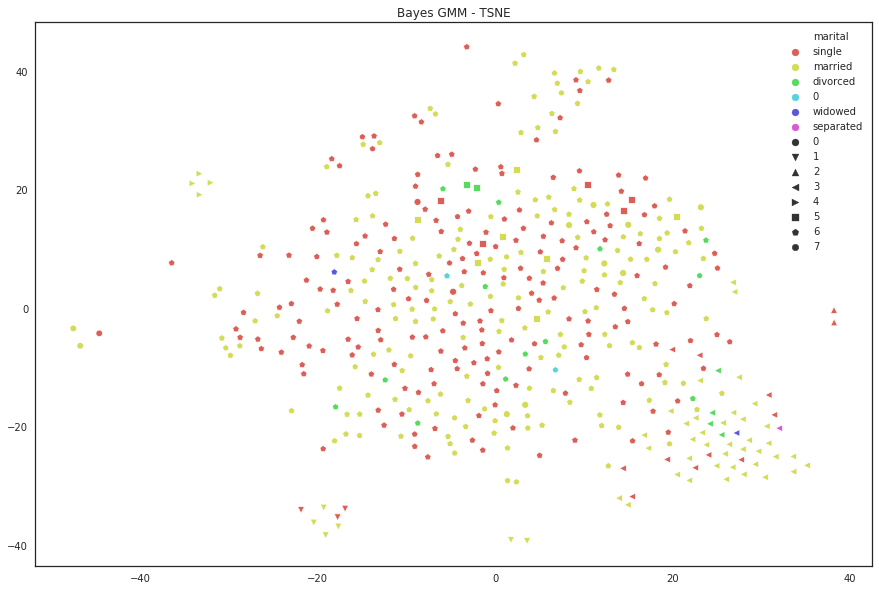 Bayes GMM - TSNE
marital
single
married
divorced
0
widowed
separated
0
1
2
3
4
5
6
7
40
20
0
−20
−40
−40
−20
0
20
40